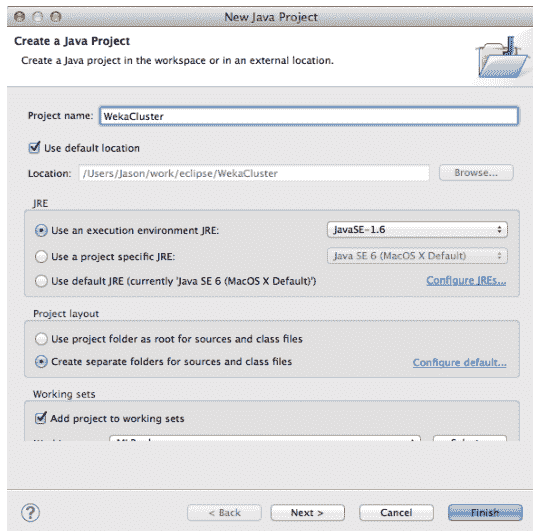 New Java Project
Create a Java Project
Create a Java project in the workspace or in an external location.
Project name: WekaCluster
Use default location
Location: /Users/Jason/work/eclipse/WekaCluster Browse...
JRE
Use an execution environment JRE: JavaSE-1.6
Use a project specific JRE: Java SE 6 (MacOS X Default)
Use default JRE (currently 'Java SE 6 (MacOS X Default)') Configure JREs...
Project layout
Use project folder as root for sources and class files
Create separate folders for sources and class files Configure default...
Working sets
Add project to working sets
? < Back Next > Cancel Finish